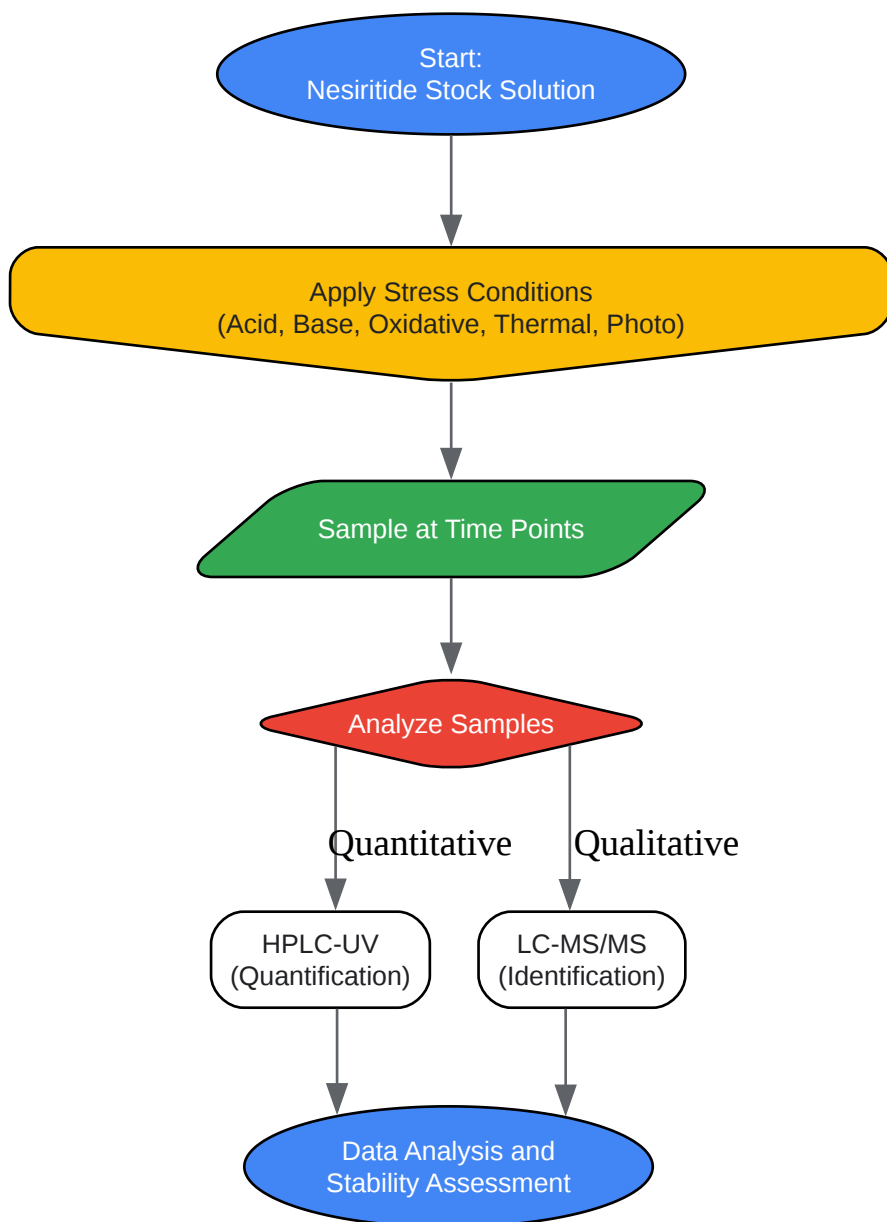 Start:
Nesiritide Stock Solution
Apply Stress Conditions
(Acid, Base, Oxidative, Thermal, Photo)
Sample at Time Points
Analyze Samples
Quantitative
Qualitative
HPLC-UV
(Quantification)
LC-MS/MS
(Identification)
Data Analysis and
Stability Assessment